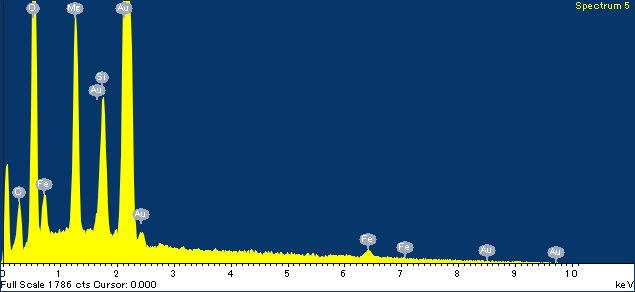 Spectrum 5
O Mg Au
Si
Au
Fe
C
Au
Fe
Fe
Au
Au
0 1 2 3 4 5 6 7 8 9 10
Full Scale 1786 cts Cursor: 0.000 keV